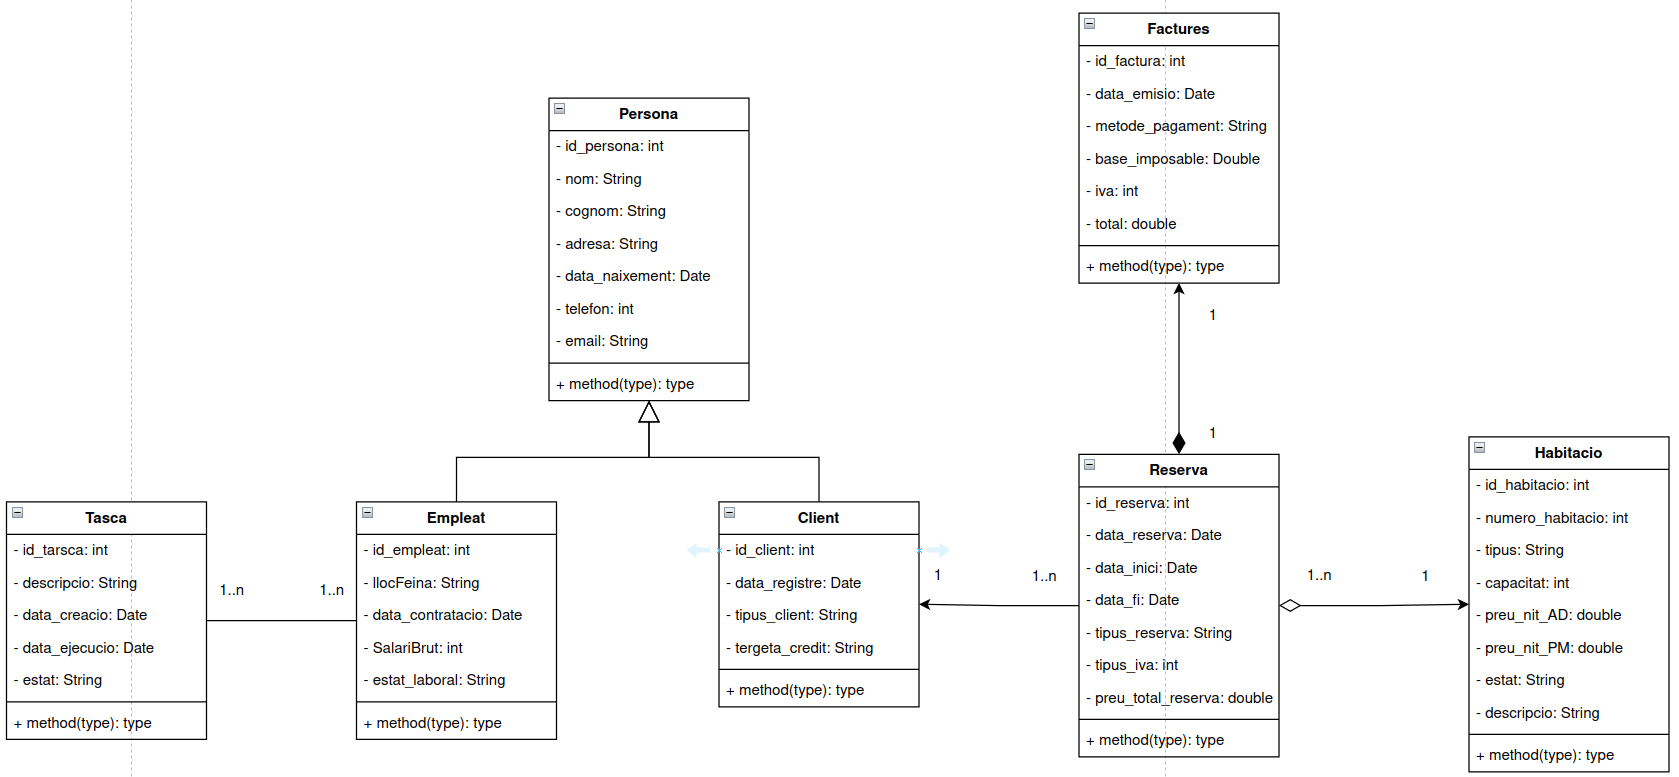 Factures
- id_factura: int
- data_emisio: Date
- metode_pagament: String
- base_imposable: Double
- iva: int
- total: double
+ method(type): type
Persona
- id_persona: int
- nom: String
- cognom: String
- adresa: String
- data_naixement: Date
- telefon: int
- email: String
+ method(type): type
1
1
Tasca
- id_tarsca: int
- descripcio: String
- data_creacio: Date
- data_ejecucio: Date
- estat: String
+ method(type): type
1..n
1..n
Empleat
- id_empleat: int
- llocFeina: String
- data_contratacio: Date
- SalariBrut: int
- estat_laboral: String
+ method(type): type
Client
- id_client: int
- data_registre: Date
- tipus_client: String
- tergeta_credit: String
+ method(type): type
1
1..n
Reserva
- id_reserva: int
- data_reserva: Date
- data_inici: Date
- data_fi: Date
- tipus_reserva: String
- tipus_iva: int
- preu_total_reserva: double
+ method(type): type
1..n
1
Habitacio
- id_habitacio: int
- numero_habitacio: int
- tipus: String
- capacitat: int
- preu_nit_AD: double
- preu_nit_PM: double
- estat: String
- descripcio: String
+ method(type): type